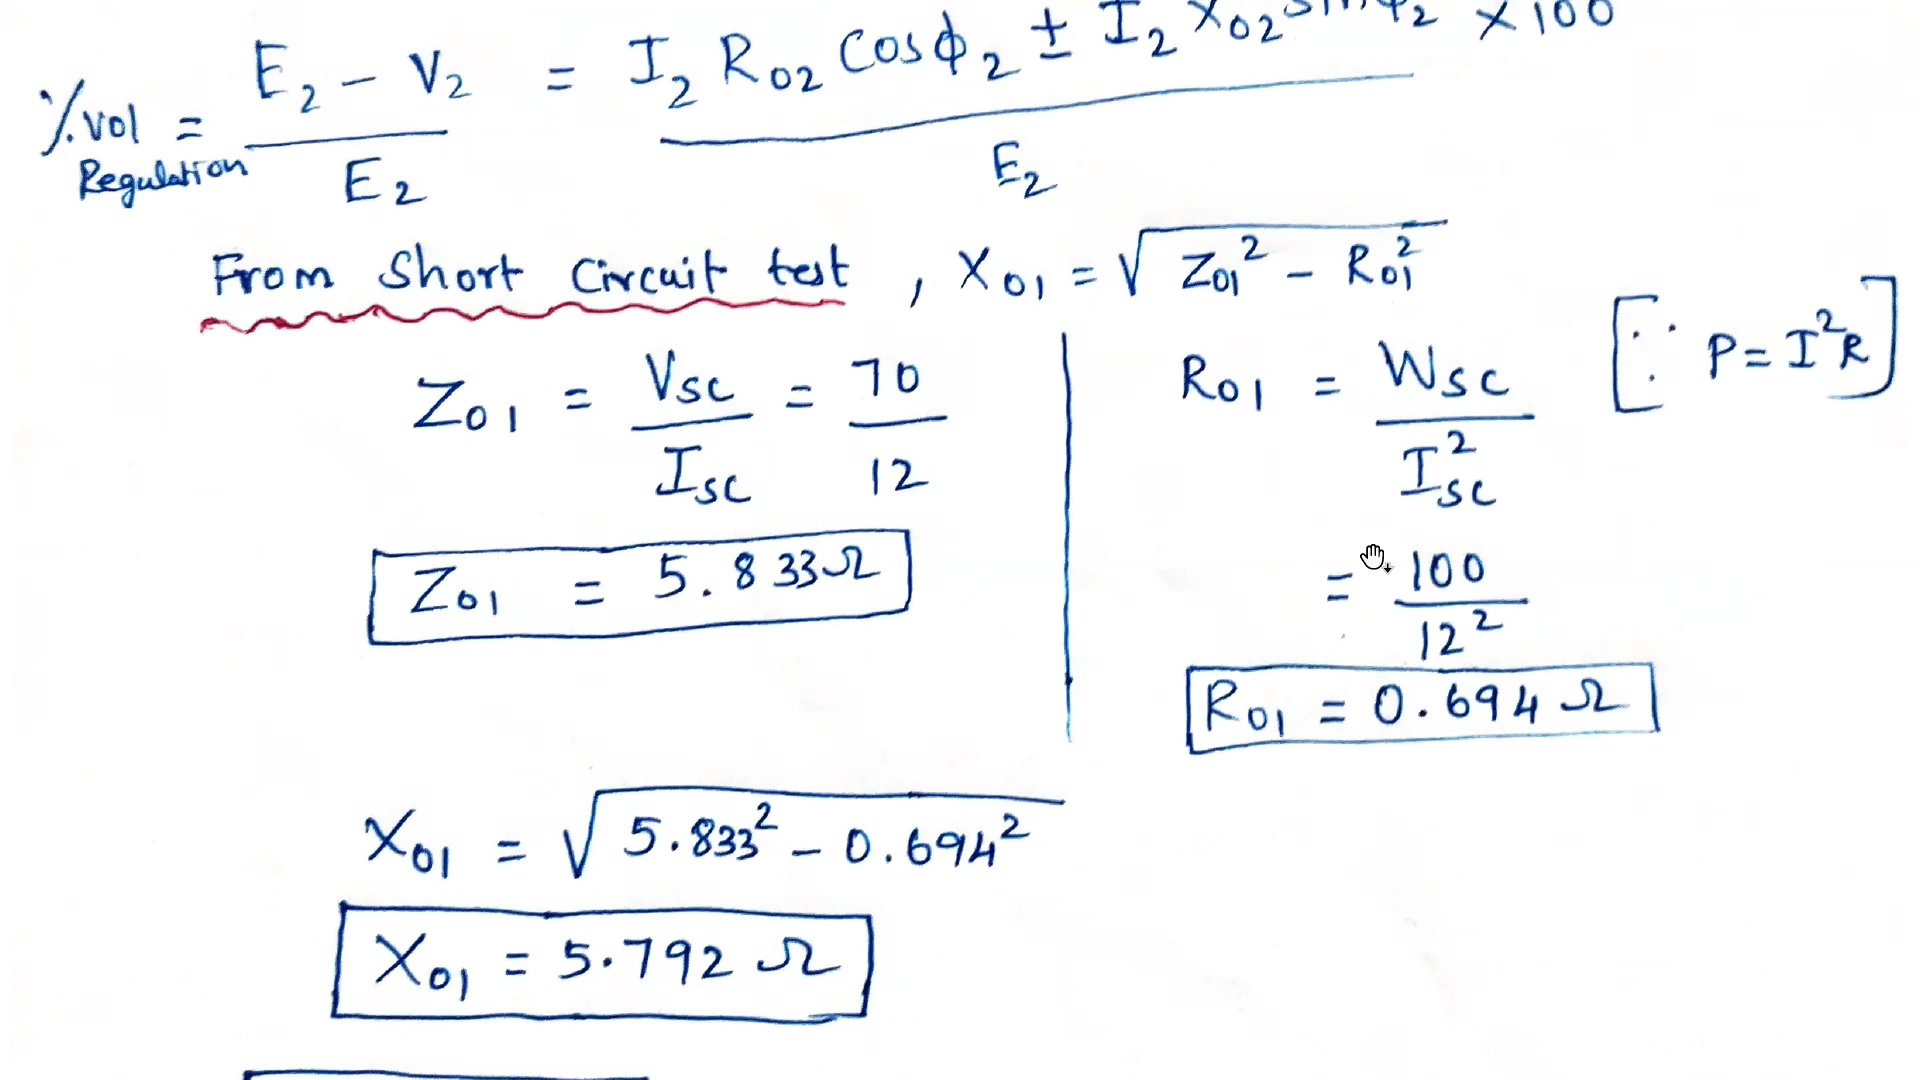 %vol Regulation = E₂ – V₂ / E₂ = I₂ R₀₂ Cosϕ₂ ± I₂ X₀₂ sinϕ₂ / E₂ × 100
From Short Circuit test , X₀₁ = √(Z₀₁² – R₀₁²)
Z₀₁ = Vsc / Isc = 70 / 12
Z₀₁ = 5.833Ω
R₀₁ = Wsc / Isc² [∵ P = I²R]
= 100 / 12²
R₀₁ = 0.694 Ω
X₀₁ = √(5.833² – 0.694²)
X₀₁ = 5.792 Ω